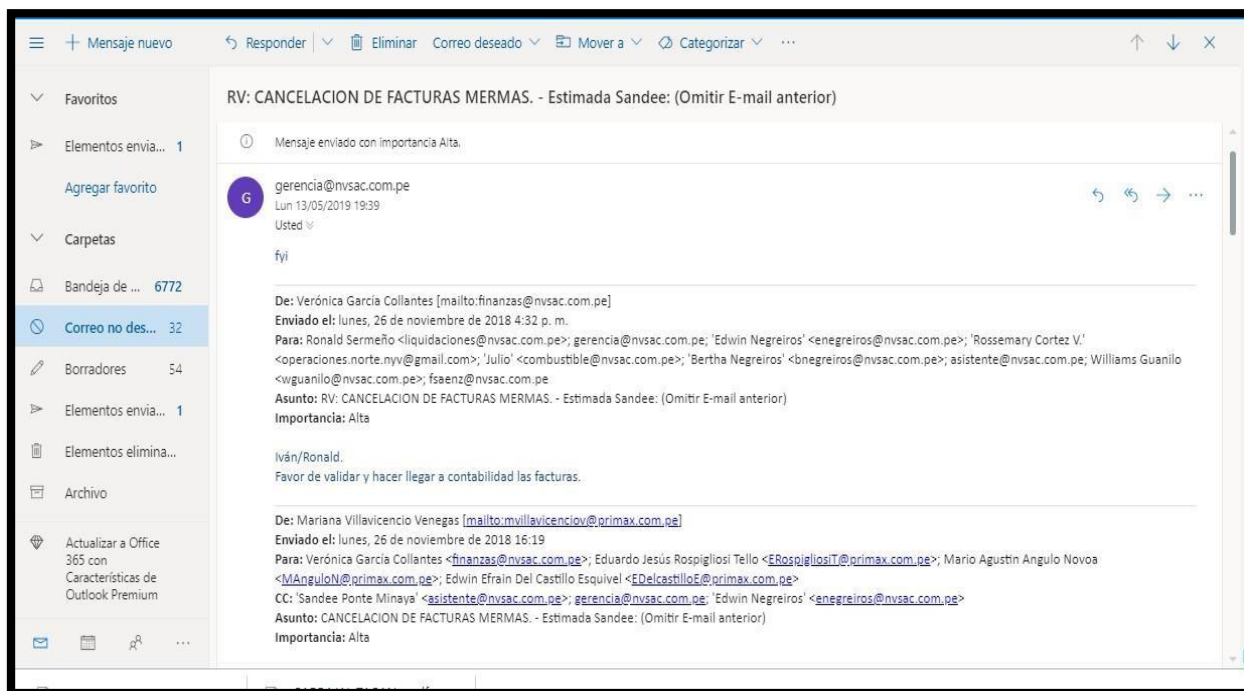 Mensaje nuevo
Responder Eliminar Correo deseado Mover a Categorizar ...
Favoritos
Elementos envia... 1
Agregar favorito
Carpetas
Bandeja de ... 6772
Correo no des... 32
Borradores 54
Elementos envia... 1
Elementos elimina...
Archivo
Actualizar a Office
365 con
Características de
Outlook Premium
RV: CANCELACION DE FACTURAS MERMAS. - Estimada Sandee: (Omitir E-mail anterior)
Mensaje enviado con importancia Alta.
G
gerencia@nvsac.com.pe
Lun 13/05/2019 19:39
Usted
fyi
De: Verónica García Collantes [mailto:finanzas@nvsac.com.pe]
Enviado el: lunes, 26 de noviembre de 2018 4:32 p. m.
Para: Ronald Sermeño <liquidaciones@nvsac.com.pe>; gerencia@nvsac.com.pe; 'Edwin Negreiros' <enegreiros@nvsac.com.pe>; 'Rossemary Cortez V.'
<operaciones.norte.nyv@gmail.com>; 'Julio' <combustible@nvsac.com.pe>; 'Bertha Negreiros' <bnegreiros@nvsac.com.pe>; asistente@nvsac.com.pe; Williams Guanilo
<wguanilo@nvsac.com.pe>; fsaenz@nvsac.com.pe
Asunto: RV: CANCELACION DE FACTURAS MERMAS. - Estimada Sandee: (Omitir E-mail anterior)
Importancia: Alta
Iván/Ronald.
Favor de validar y hacer llegar a contabilidad las facturas.
De: Mariana Villavicencio Venegas [mailto:mvillavicenciov@primax.com.pe]
Enviado el: lunes, 26 de noviembre de 2018 16:19
Para: Verónica García Collantes <finanzas@nvsac.com.pe>; Eduardo Jesús Rospigliosi Tello <ERospigliosiT@primax.com.pe>; Mario Agustin Angulo Novoa
<MAnguloN@primax.com.pe>; Edwin Efrain Del Castillo Esquivel <EDelcastilloE@primax.com.pe>
CC: 'Sandee Ponte Minaya' <asistente@nvsac.com.pe>; gerencia@nvsac.com.pe; 'Edwin Negreiros' <enegreiros@nvsac.com.pe>
Asunto: CANCELACION DE FACTURAS MERMAS. - Estimada Sandee: (Omitir E-mail anterior)
Importancia: Alta